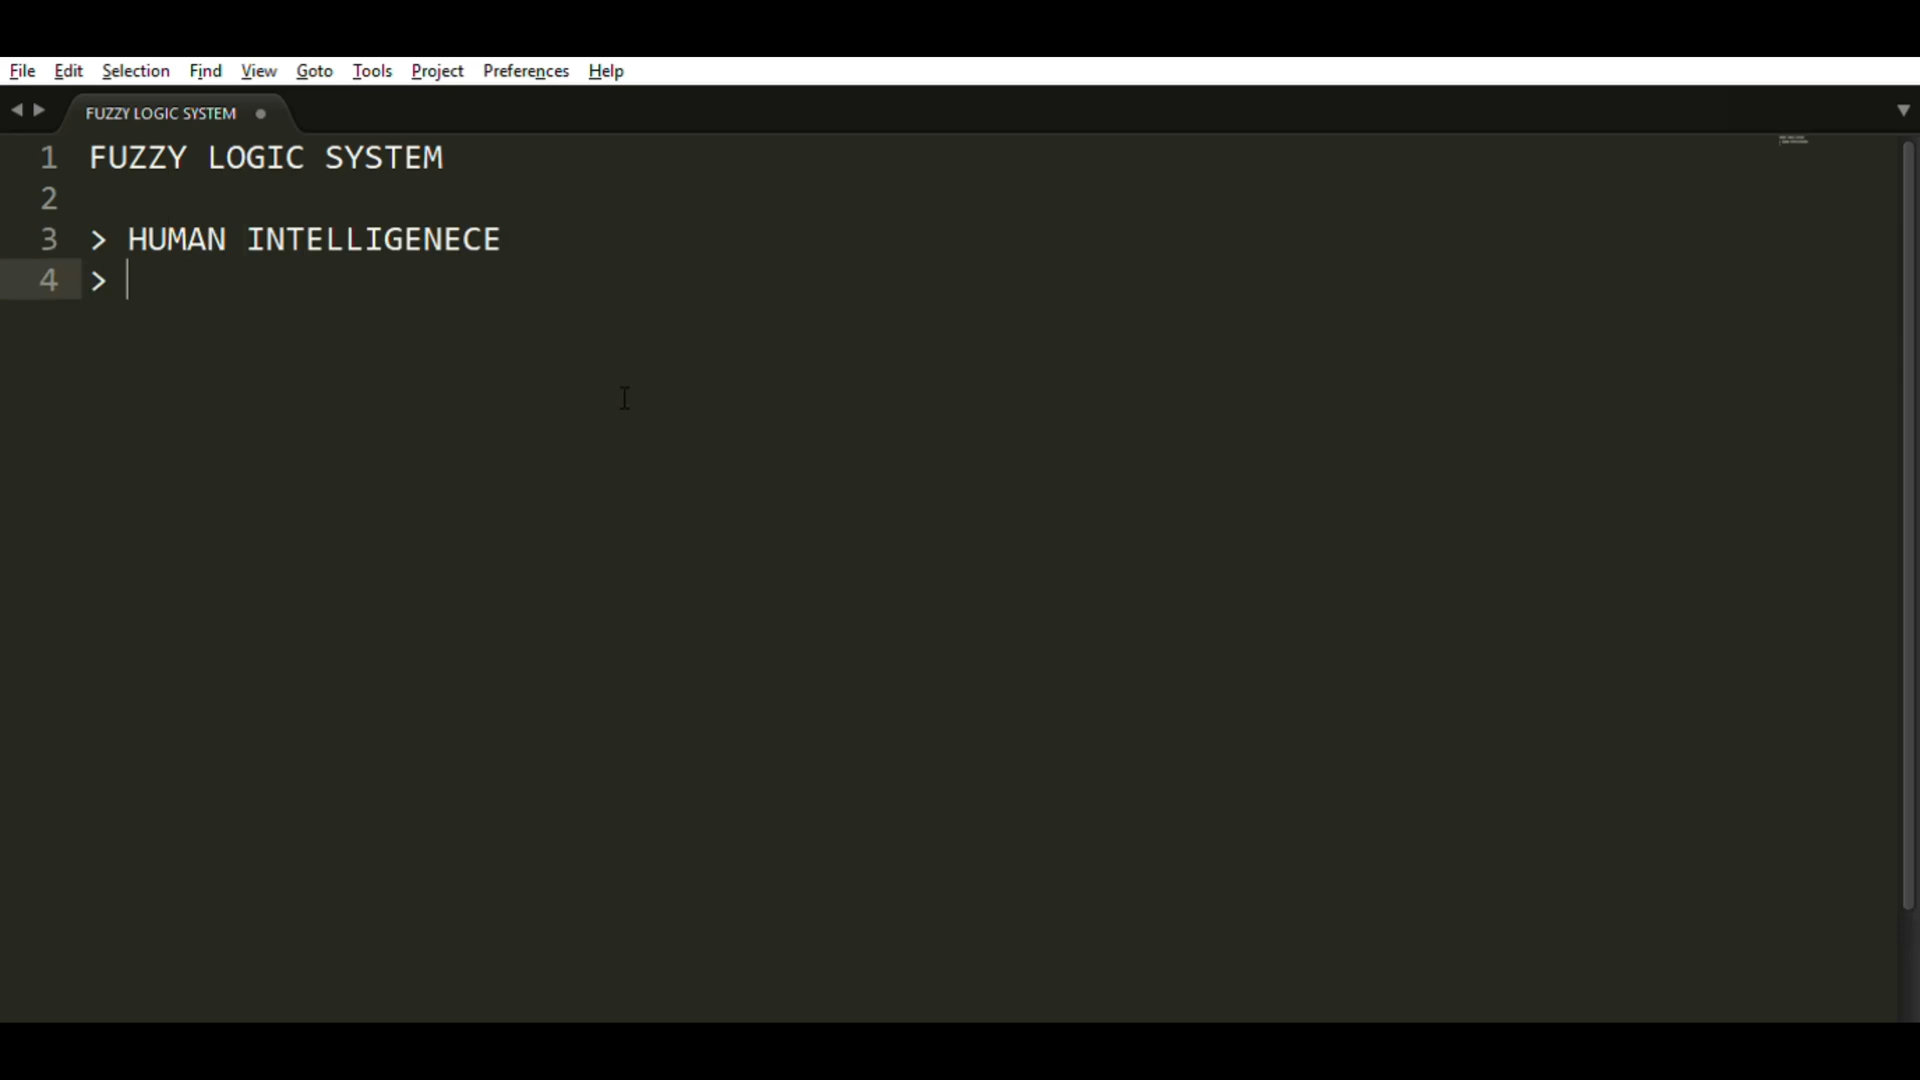 File Edit Selection Find View Goto Tools Project Preferences Help
FUZZY LOGIC SYSTEM
1 FUZZY LOGIC SYSTEM
2
3 > HUMAN INTELLIGENECE
4 >